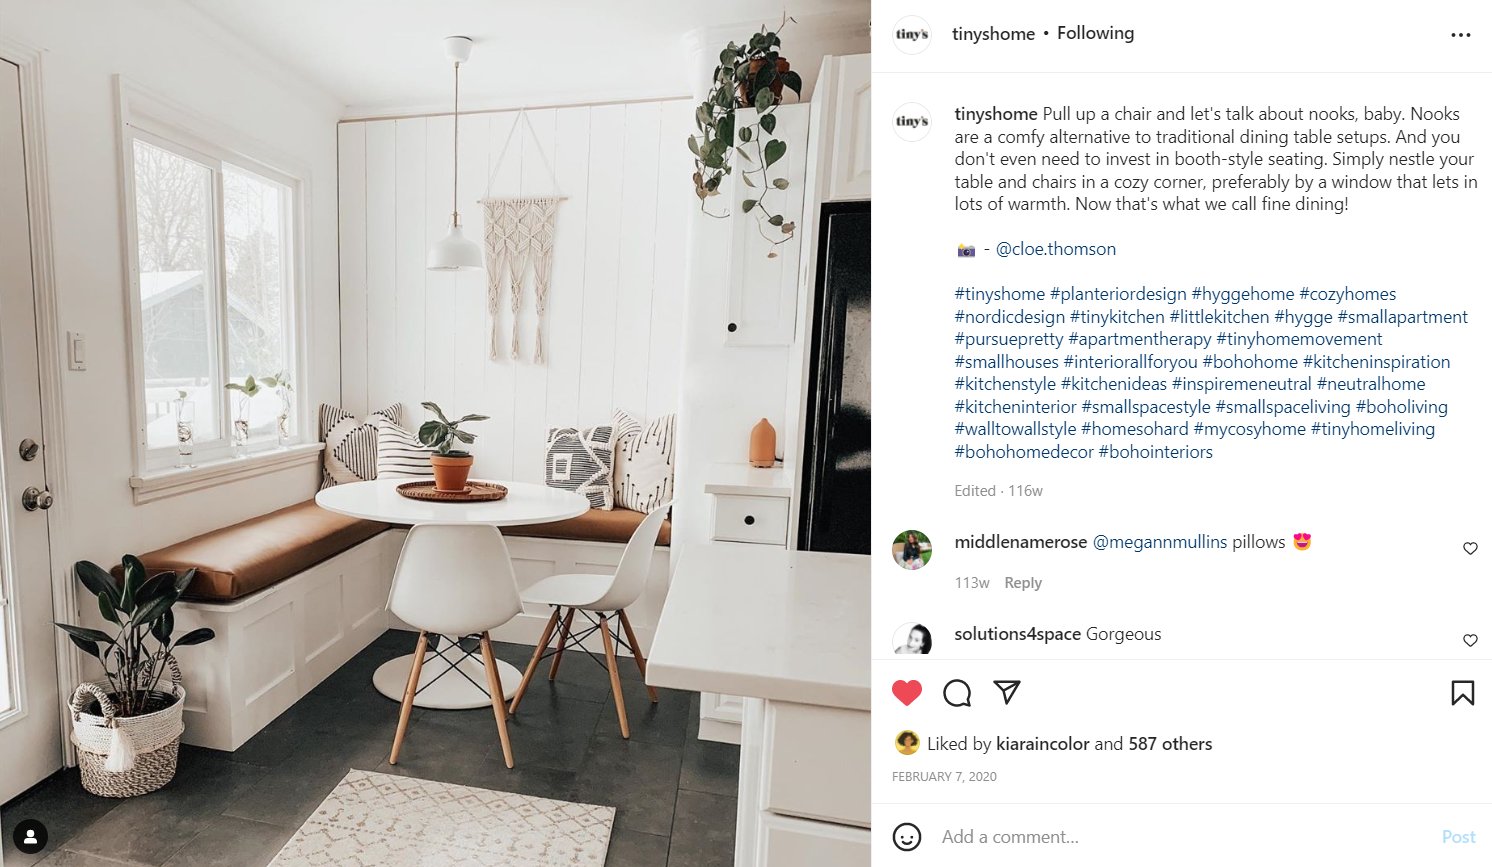 tiny's
tinyshome • Following
tiny's
tinyshome Pull up a chair and let's talk about nooks, baby. Nooks
are a comfy alternative to traditional dining table setups. And you
don't even need to invest in booth-style seating. Simply nestle your
table and chairs in a cozy corner, preferably by a window that lets in
lots of warmth. Now that's what we call fine dining!
📷 - @cloe.thomson
#tinyshome #planteriordesign #hyggehome #cozyhomes
#nordicdesign #tinykitchen #littlekitchen #hygge #smallapartment
#pursuepretty #apartmentherapy #tinyhomemovement
#smallhouses #interiorallforyou #bohohome #kitcheninspiration
#kitchenstyle #kitchenideas #inspiremeneutral #neutralhome
#kitcheninterior #smallspacestyle #smallspaceliving #boholiving
#walltowallstyle #homesohard #mycosyhome #tinyhomeliving
#bohohomedecor #bohointeriors
Edited · 116w
middlenamerose @megannmullins pillows 😍
113w Reply
solutions4space Gorgeous
Liked by kiaraincolor and 587 others
FEBRUARY 7, 2020
Add a comment... Post